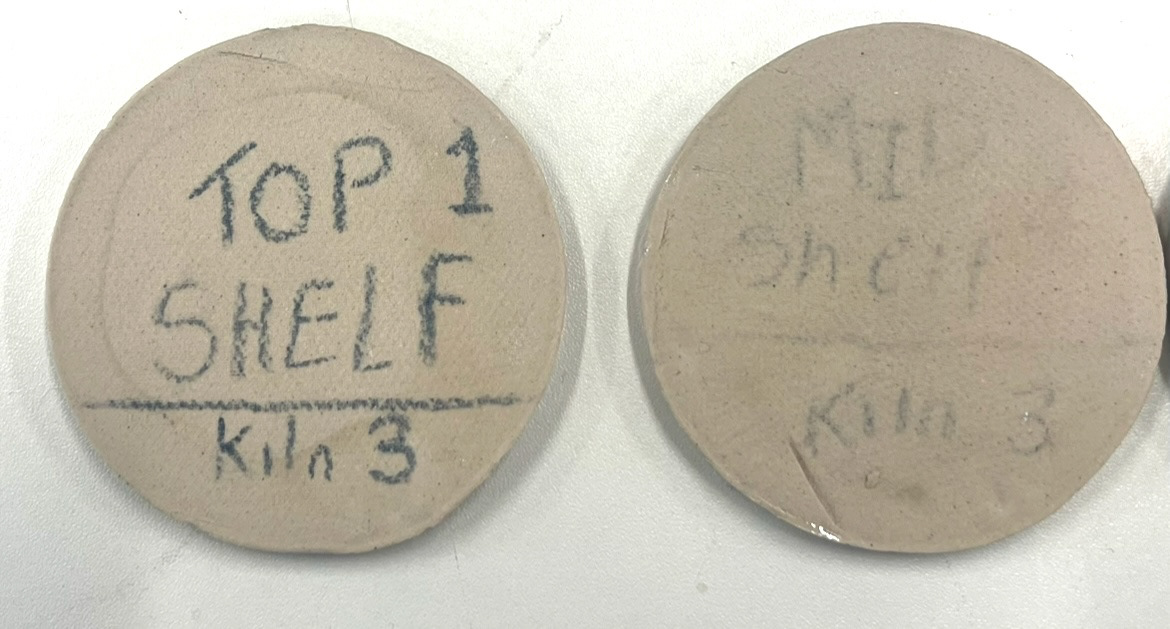 TOP 1
SHELF
Kiln 3
MID
Shelf
Kiln 3